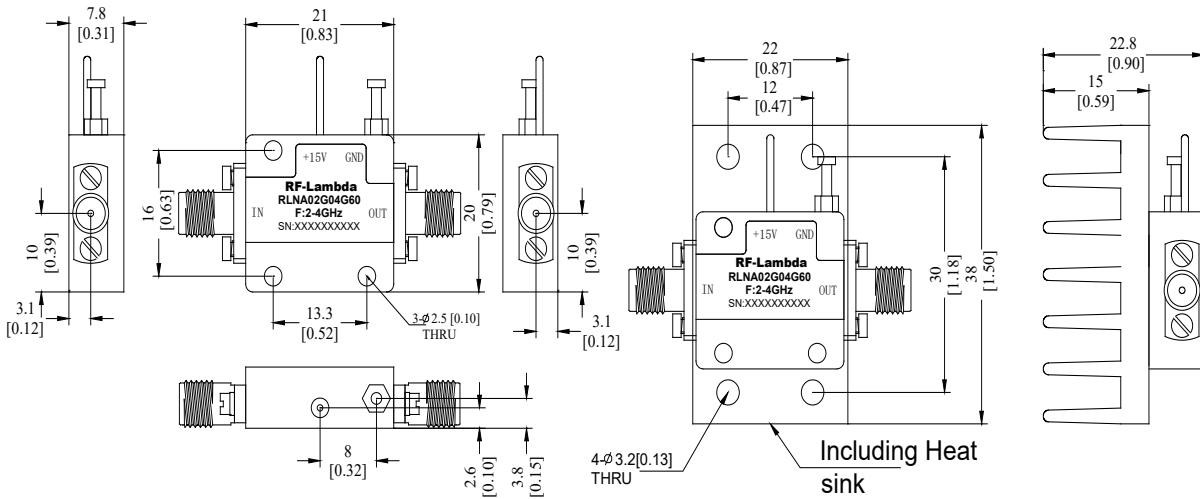 7.8
[0.31]
21
[0.83]
+15V GND
RF-Lambda
RLNA02G04G60
F:2-4GHz
SN:XXXXXXXXXX
IN
OUT
16
[0.63]
10
[0.39]
3.1
[0.12]
20
[0.79]
13.3
[0.52]
3-Ø2.5 [0.10]
THRU
10
[0.39]
3.1
[0.12]
8
[0.32]
2.6
[0.10]
3.8
[0.15]
22
[0.87]
12
[0.47]
+15V GND
RF-Lambda
RLNA02G04G60
F:2-4GHz
SN:XXXXXXXXXX
IN
OUT
30
[1.18]
38
[1.50]
4-Ø 3.2[0.13]
THRU
Including Heat
sink
22.8
[0.90]
15
[0.59]